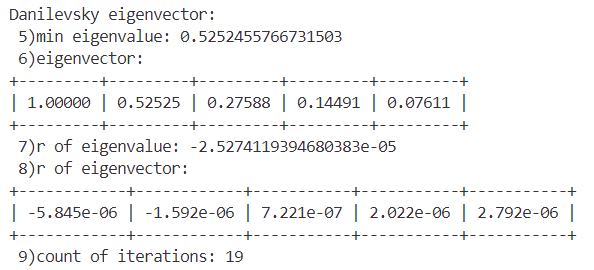 Danilevsky eigenvector:
5)min eigenvalue: 0.5252455766731503
6)eigenvector:
+---------+---------+---------+---------+---------+
| 1.00000 | 0.52525 | 0.27588 | 0.14491 | 0.07611 |
+---------+---------+---------+---------+---------+
7)r of eigenvalue: -2.5274119394680383e-05
8)r of eigenvector:
+------------+------------+-----------+-----------+-----------+
| -5.845e-06 | -1.592e-06 | 7.221e-07 | 2.022e-06 | 2.792e-06 |
+------------+------------+-----------+-----------+-----------+
9)count of iterations: 19